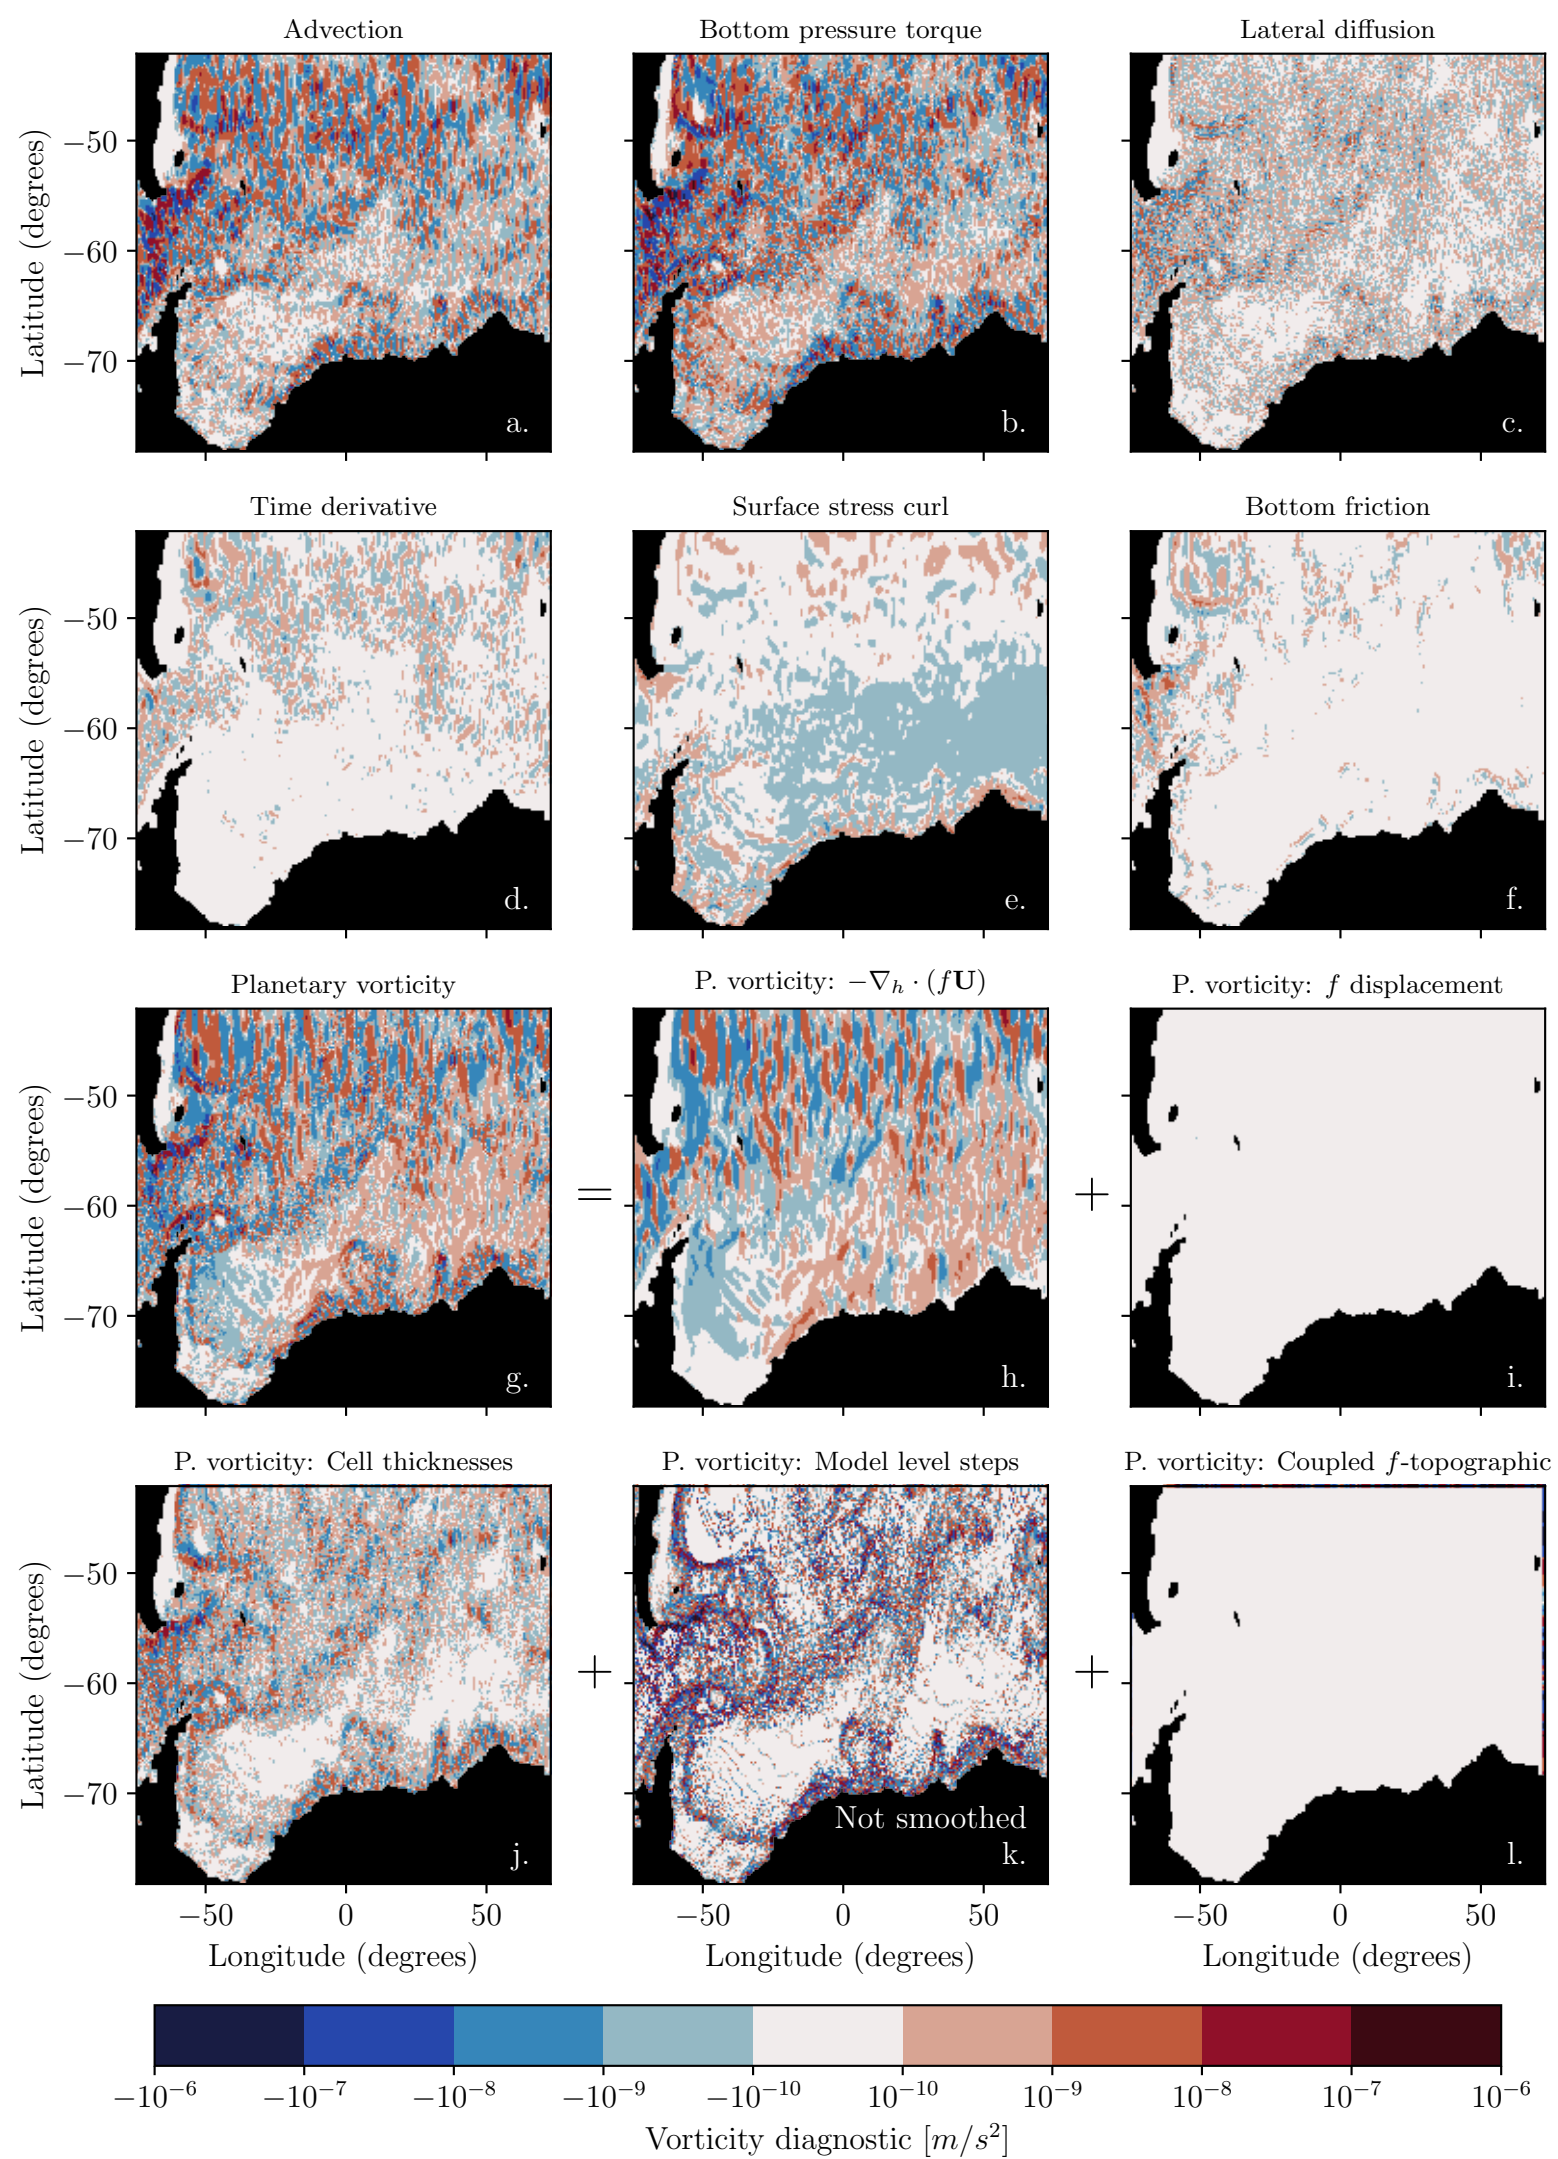 Advection
Bottom pressure torque
Lateral diffusion
Latitude (degrees)
−50
−60
−70
a.
b.
c.
Time derivative
Surface stress curl
Bottom friction
Latitude (degrees)
−50
−60
−70
d.
e.
f.
Planetary vorticity
P. vorticity: −∇h · (fU)
P. vorticity: f displacement
Latitude (degrees)
−50
−60
−70
g.
=
h.
+
i.
P. vorticity: Cell thicknesses
P. vorticity: Model level steps
P. vorticity: Coupled f-topographic
Latitude (degrees)
−50
−60
−70
j.
+
Not smoothed
k.
+
l.
−50 0 50
−50 0 50
−50 0 50
Longitude (degrees)
Longitude (degrees)
Longitude (degrees)
−10⁻⁶ −10⁻⁷ −10⁻⁸ −10⁻⁹ −10⁻¹⁰ 10⁻¹⁰ 10⁻⁹ 10⁻⁸ 10⁻⁷ 10⁻⁶
Vorticity diagnostic [m/s²]